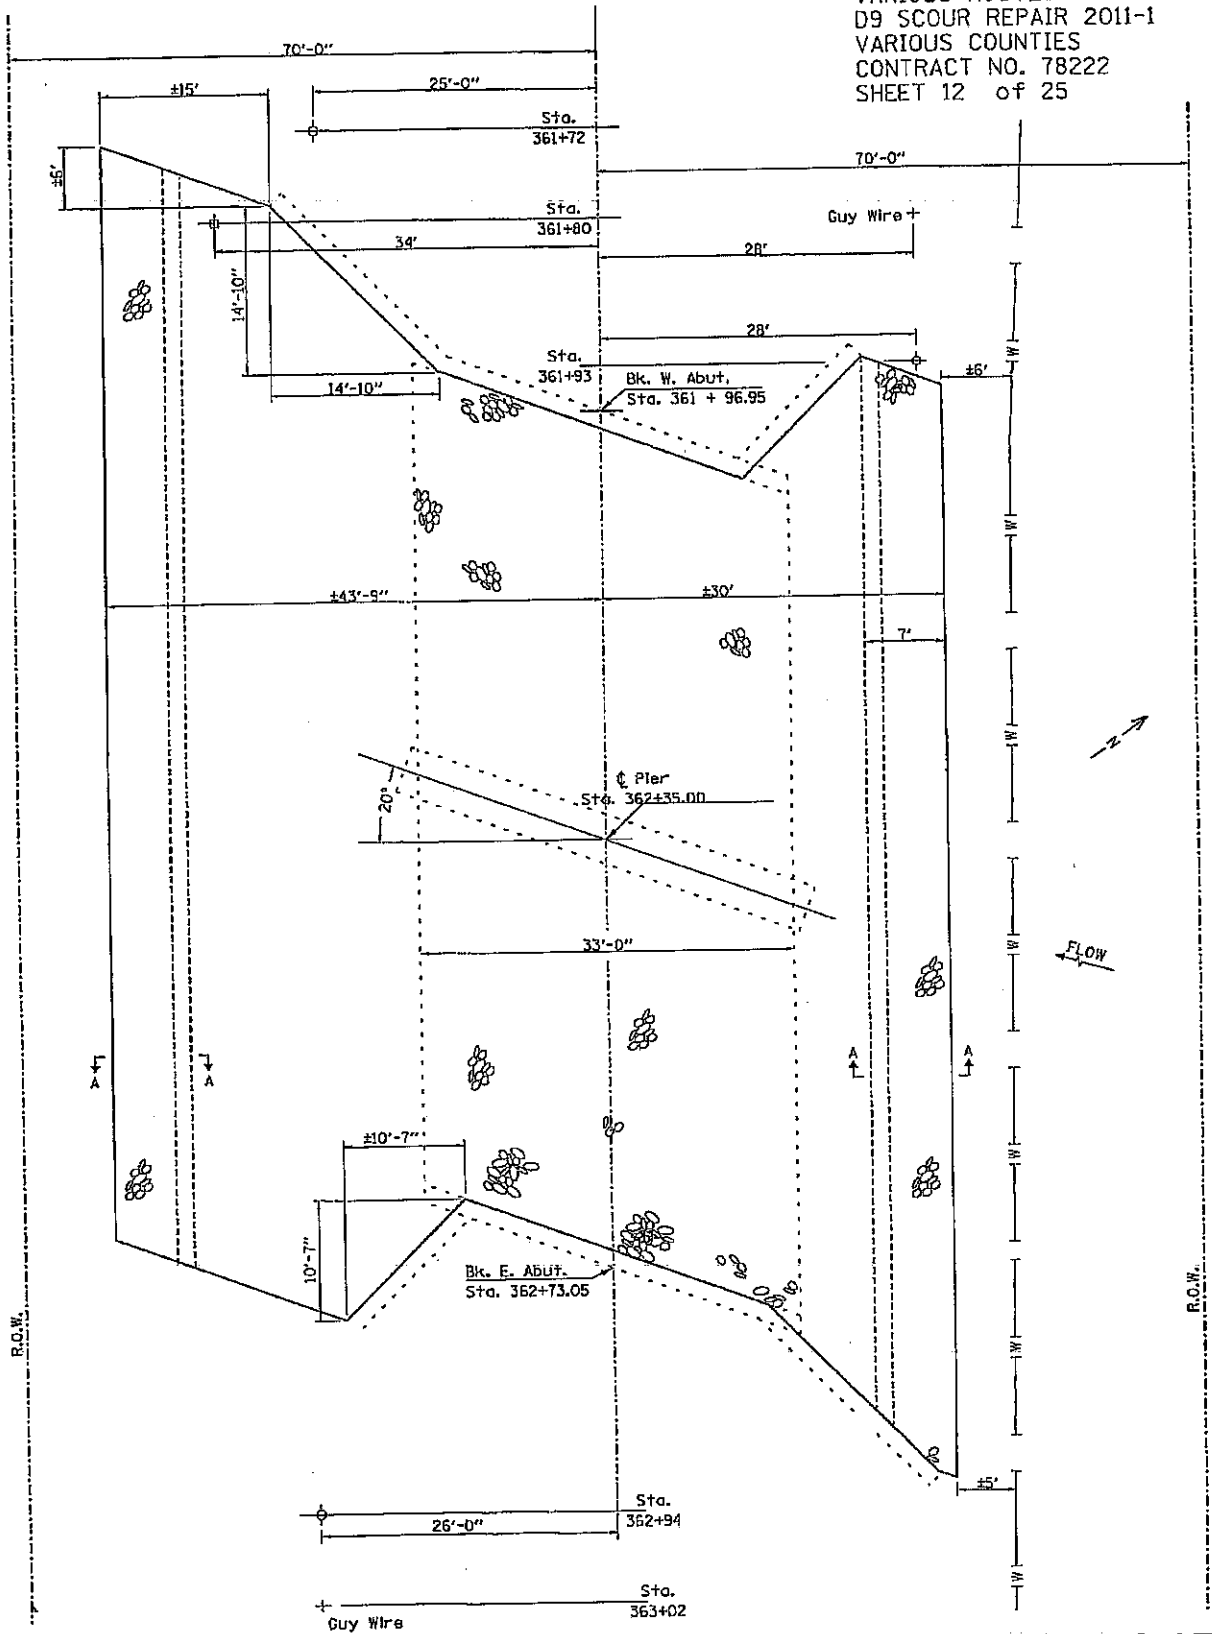 D9 SCOUR REPAIR 2011-1
VARIOUS COUNTIES
CONTRACT NO. 78222
SHEET 12 of 25
70'-0"
±15'
25'-0"
Sta.
361+72
70'-0"
±6'
Sta.
361+80
Guy Wire
34'
28'
14'-10"
28'
Sta.
361+93
W
14'-10"
Bk. W. Abut.
Sta. 361 + 96.95
±6'
W
±43'-9"
±30'
7'
W
N
℄ Pier
Sta. 362+35.00
20°
33'-0"
W
FLOW
A
A
A
A
±10'-7"
W
10'-7"
Bk. E. Abut.
Sta. 362+73.05
R.O.W.
R.O.W.
W
±5'
Sta.
362+94
26'-0"
W
Sta.
363+02
Guy Wire